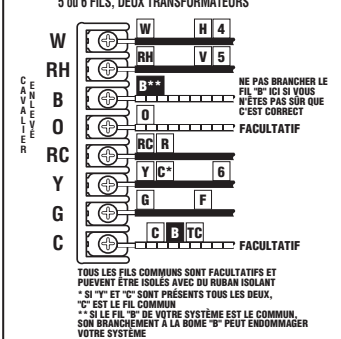 5 ou 6 FILS, DEUX TRANSFORMATEURS
W W H 4
RH RH V 5
CAVALIER ENLEVÉ
B B**
NE PAS BRANCHER LE
FIL "B" ICI SI VOUS
N'ÊTES PAS SÛR QUE
C'EST CORRECT
O O FACULTATIF
RC RC R
Y Y C* 6
G G F
C C B TC FACULTATIF
TOUS LES FILS COMMUNS SONT FACULTATIFS ET
PUEVENT ÊTRE ISOLÉS AVEC DU RUBAN ISOLANT
* SI "Y" ET "C" SONT PRÉSENTS TOUS LES DEUX,
"C" EST LE FIL COMMUN
** SI LE FIL "B" DE VOTRE SYSTÈME EST LE COMMUN,
SON BRANCHEMENT À LA BOME "B" PEUT ENDOMMAGER
VOTRE SYSTÈME